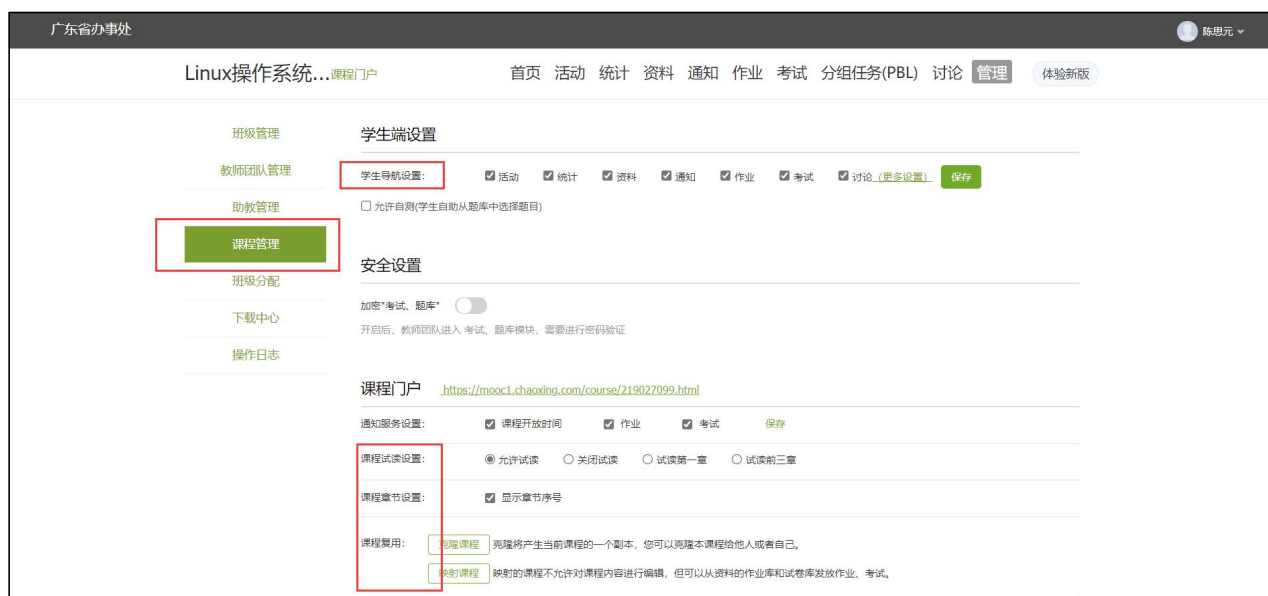 广东省办事处 陈思元
Linux操作系统...课程门户 首页 活动 统计 资料 通知 作业 考试 分组任务(PBL) 讨论 管理 体验新版
班级管理
教师团队管理
助教管理
课程管理
班级分配
下载中心
操作日志
学生端设置
学生导航设置: 活动 统计 资料 通知 作业 考试 讨论 (更多设置) 保存
允许自测(学生自助从题库中选择题目)
安全设置
加密"考试、题库"
开启后，教师团队进入 考试、题库模块，需要进行密码验证
课程门户 https://mooc1.chaoxing.com/course/219027099.html
通知服务设置: 课程开放时间 作业 考试 保存
课程试读设置: 允许试读 关闭试读 试读第一章 试读前三章
课程章节设置: 显示章节序号
课程复用: 克隆课程 克隆将产生当前课程的一个副本，您可以克隆本课程给他人或者自己。
映射课程 映射的课程不允许对课程内容进行编辑，但可以从资料的作业库和试卷库发放作业、考试。